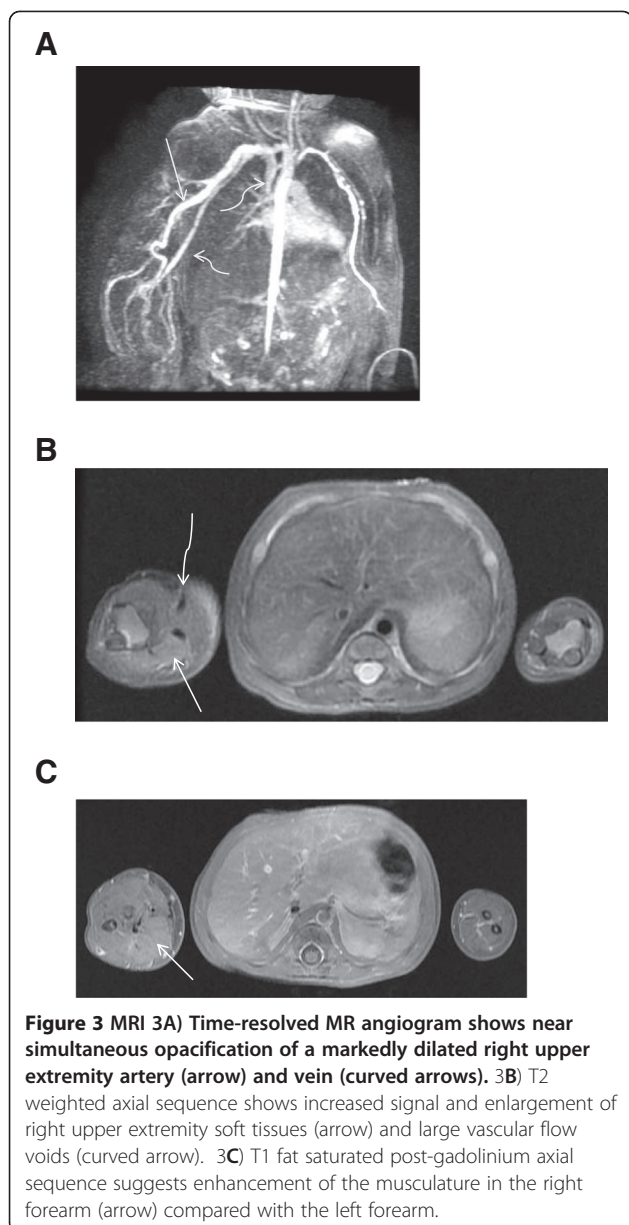 A
B
C
Figure 3 MRI 3A) Time-resolved MR angiogram shows near
simultaneous opacification of a markedly dilated right upper
extremity artery (arrow) and vein (curved arrows). 3B) T2
weighted axial sequence shows increased signal and enlargement of
right upper extremity soft tissues (arrow) and large vascular flow
voids (curved arrow). 3C) T1 fat saturated post-gadolinium axial
sequence suggests enhancement of the musculature in the right
forearm (arrow) compared with the left forearm.